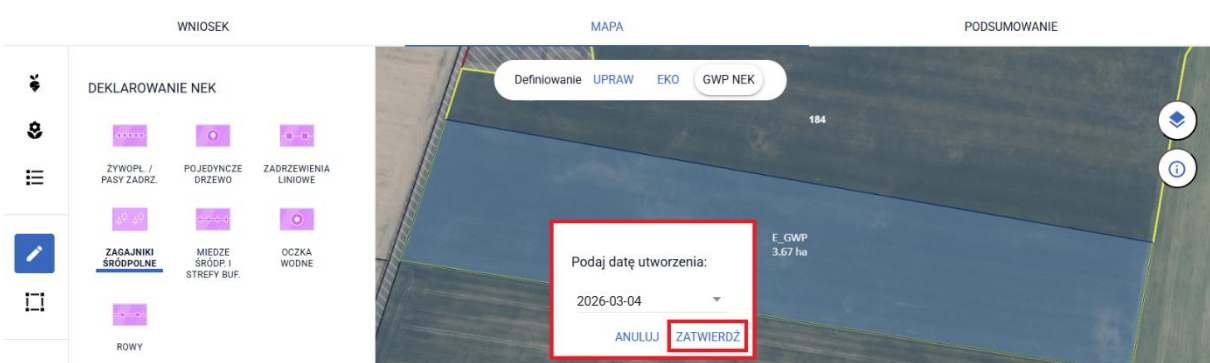 WNIOSEK
MAPA
PODSUMOWANIE
DEKLAROWANIE NEK
ŻYWOPŁ. /
PASY ZADRZ.
POJEDYNCZE
DRZEWO
ZADRZEWIENIA
LINIOWE
ZAGAJNIKI
ŚRÓDPOLNE
MIEDZE
ŚRÓDP. I
STREFY BUF.
OCZKA
WODNE
ROWY
Definiowanie UPRAW EKO GWP NEK
184
E_GWP
3.67 ha
Podaj datę utworzenia:
2026-03-04
ANULUJ ZATWIERDŹ